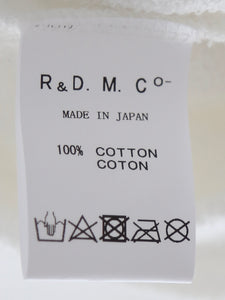 R & D. M. Co-
MADE IN JAPAN
100% COTTON
COTON